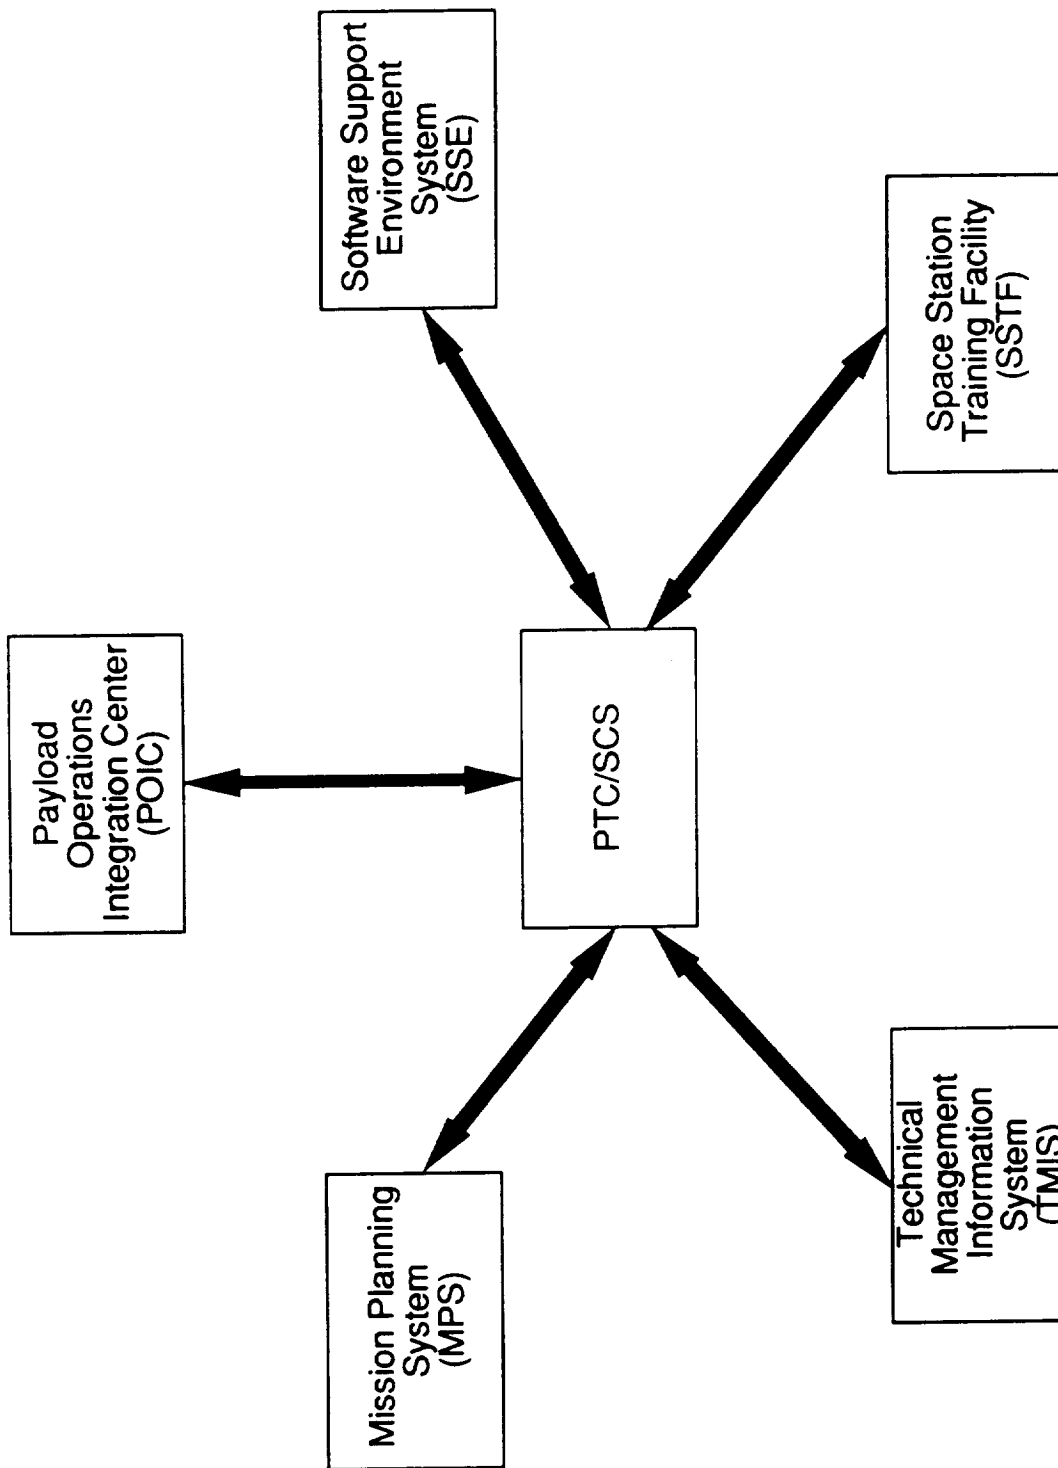 Payload
Operations
Integration Center
(POIC)
Mission Planning
System
(MPS)
Software Support
Environment
System
(SSE)
PTC/SCS
Technical
Management
Information
System
(TMIS)
Space Station
Training Facility
(SSTF)